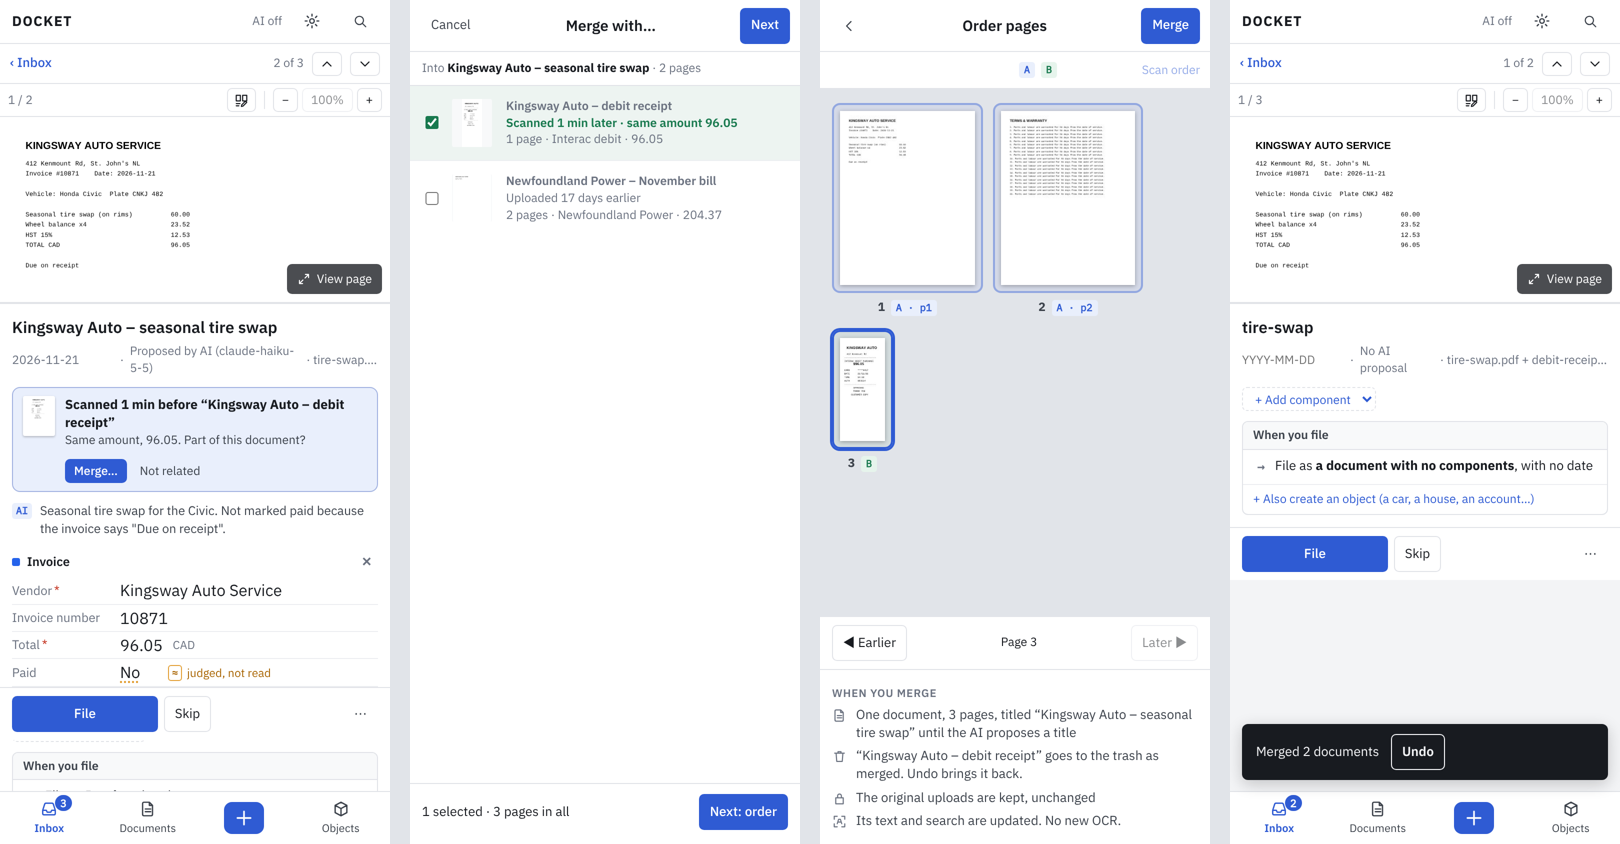 DOCKET
AI off
‹ Inbox
2 of 3
1 / 2
− 100% +
KINGSWAY AUTO SERVICE
412 Kenmount Rd, St. John's NL
Invoice #10871 Date: 2026-11-21
Vehicle: Honda Civic Plate CNKJ 482
Seasonal tire swap (on rims) 60.00
Wheel balance x4 23.52
HST 15% 12.53
TOTAL CAD 96.05
Due on receipt
View page
Kingsway Auto – seasonal tire swap
2026-11-21 · Proposed by AI (claude-haiku-
5-5) · tire-swap....
Scanned 1 min before “Kingsway Auto – debit
receipt”
Same amount, 96.05. Part of this document?
Merge... Not related
AI Seasonal tire swap for the Civic. Not marked paid because
the invoice says "Due on receipt".
Invoice ×
Vendor * Kingsway Auto Service
Invoice number 10871
Total * 96.05 CAD
Paid No ≈ judged, not read
File Skip ···
When you file
3
Inbox Documents + Objects
Cancel Merge with... Next
Into Kingsway Auto – seasonal tire swap · 2 pages
Kingsway Auto – debit receipt
Scanned 1 min later · same amount 96.05
1 page · Interac debit · 96.05
Newfoundland Power – November bill
Uploaded 17 days earlier
2 pages · Newfoundland Power · 204.37
1 selected · 3 pages in all Next: order
Order pages Merge
A B Scan order
KINGSWAY AUTO SERVICE
TERMS & WARRANTY
1 A · p1 2 A · p2
KINGSWAY AUTO
3 B
◀ Earlier Page 3 Later ▶
WHEN YOU MERGE
One document, 3 pages, titled “Kingsway Auto – seasonal
tire swap” until the AI proposes a title
“Kingsway Auto – debit receipt” goes to the trash as
merged. Undo brings it back.
The original uploads are kept, unchanged
Its text and search are updated. No new OCR.
DOCKET
AI off
‹ Inbox
1 of 2
1 / 3
− 100% +
KINGSWAY AUTO SERVICE
412 Kenmount Rd, St. John's NL
Invoice #10871 Date: 2026-11-21
Vehicle: Honda Civic Plate CNKJ 482
Seasonal tire swap (on rims) 60.00
Wheel balance x4 23.52
HST 15% 12.53
TOTAL CAD 96.05
Due on receipt
View page
tire-swap
YYYY-MM-DD · No AI
proposal · tire-swap.pdf + debit-receip...
+ Add component
When you file
→ File as a document with no components, with no date
+ Also create an object (a car, a house, an account...)
File Skip ···
Merged 2 documents Undo
2
Inbox Documents + Objects